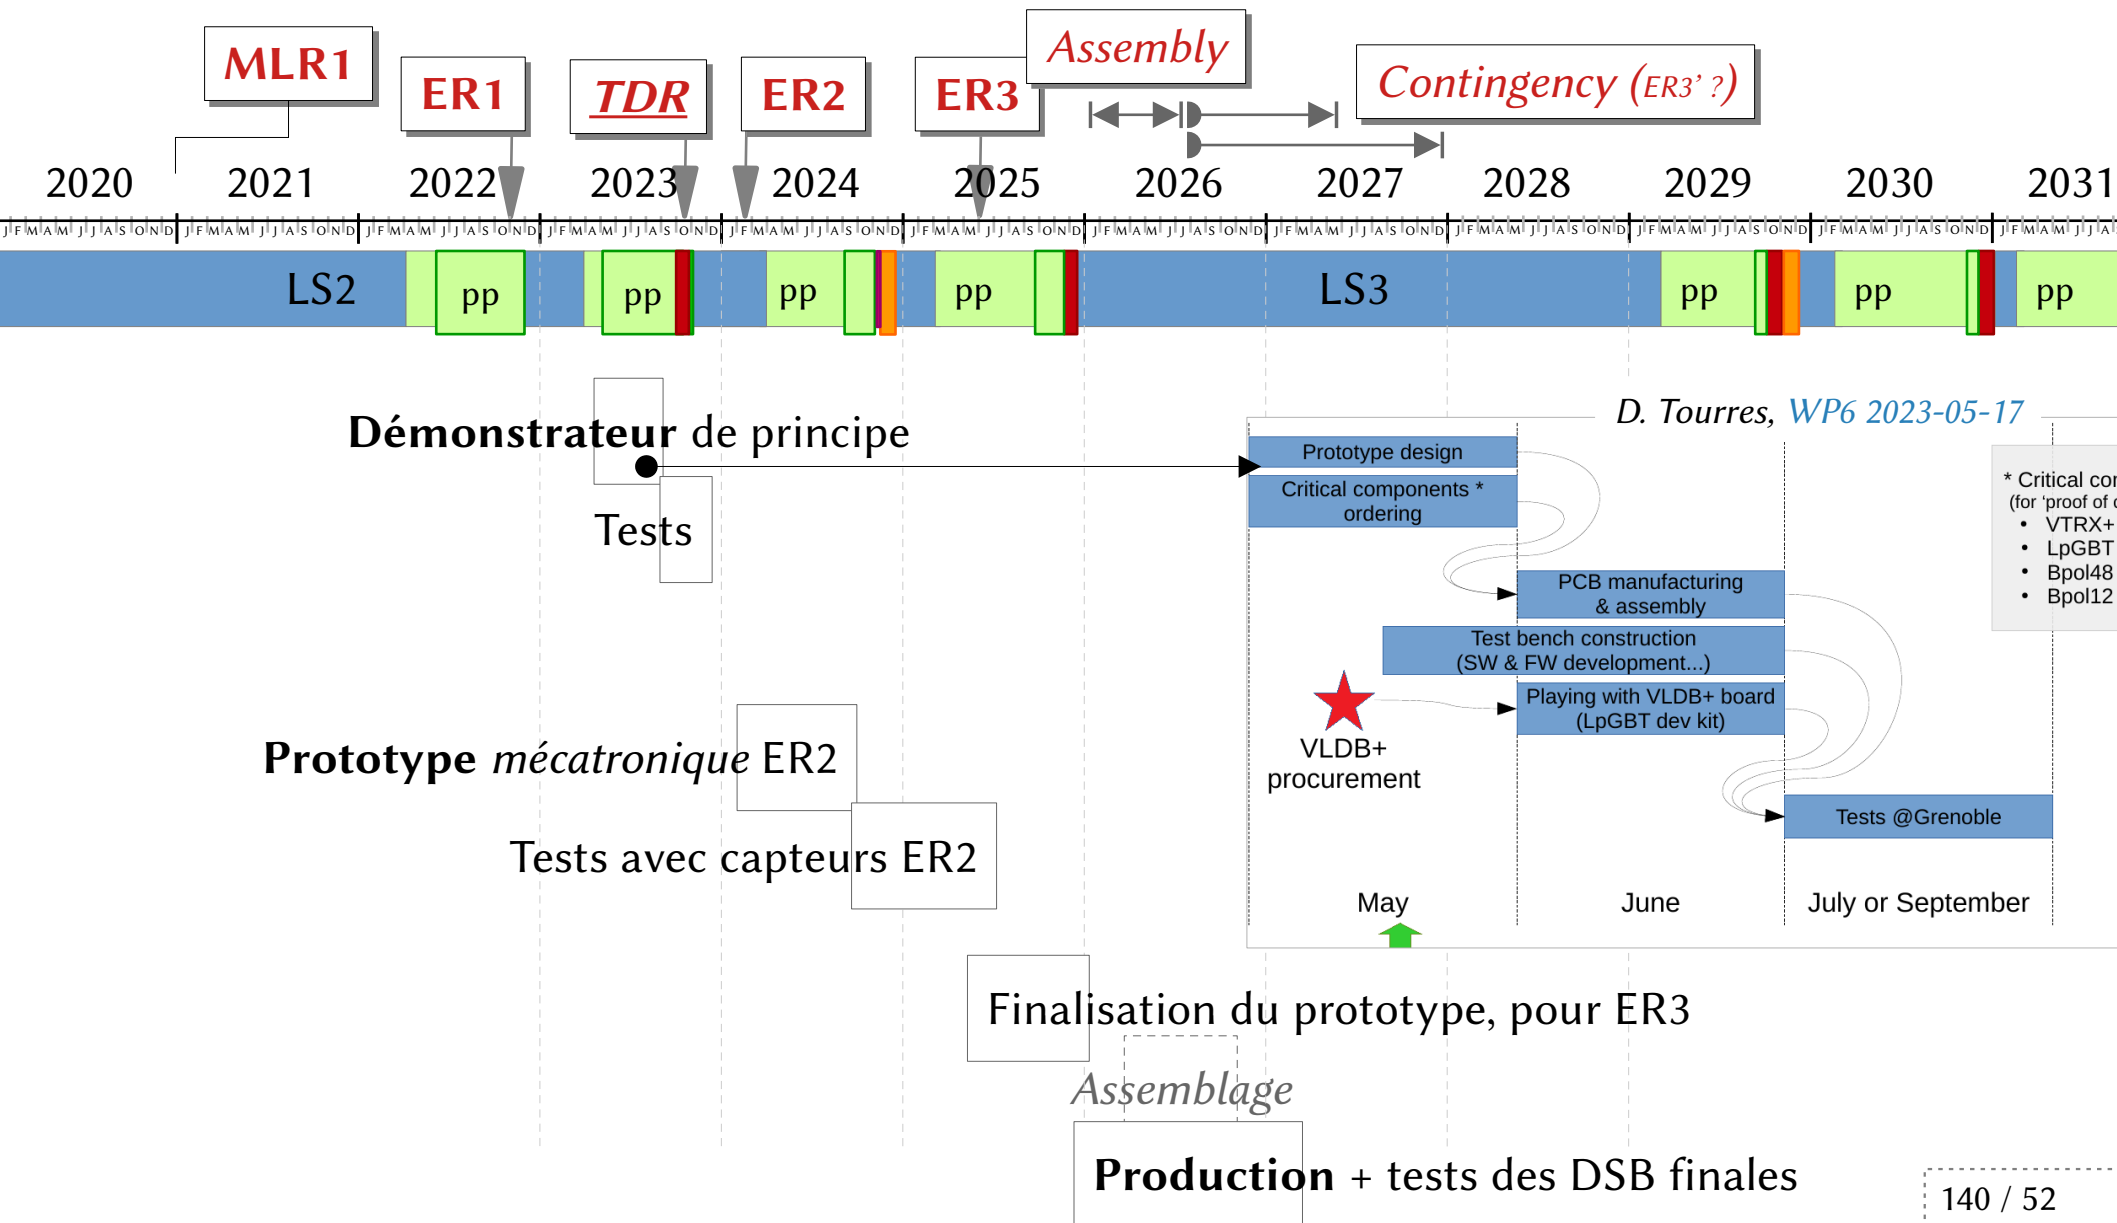 MLR1
ER1
TDR
ER2
ER3
Assembly
Contingency (ER3' ?)
2020 2021 2022 2023 2024 2025 2026 2027 2028 2029 2030 2031
J F M A M J J A S O N D J F M A M J J A S O N D J F M A M J J A S O N D J F M A M J J A S O N D J F M A M J J A S O N D J F M A M J J A S O N D J F M A M J J A S O N D J F M A M J J A S O N D J F M A M J J A S O N D J F M A M J J A S O N D J F M A M J J A S O N D J F M A M J J A
LS2 pp pp pp pp LS3 pp pp pp
D. Tourres, WP6 2023-05-17
Démonstrateur de principe
Tests
Prototype design
Critical components *
ordering
PCB manufacturing
& assembly
Test bench construction
(SW & FW development...)
Playing with VLDB+ board
(LpGBT dev kit)
VLDB+
procurement
Tests @Grenoble
May June July or September
* Critical
(for 'proof of
• VTRX+
• LpGBT
• Bpol48
• Bpol12
Prototype mécatronique ER2
Tests avec capteurs ER2
Finalisation du prototype, pour ER3
Assemblage
Production + tests des DSB finales
140 / 52